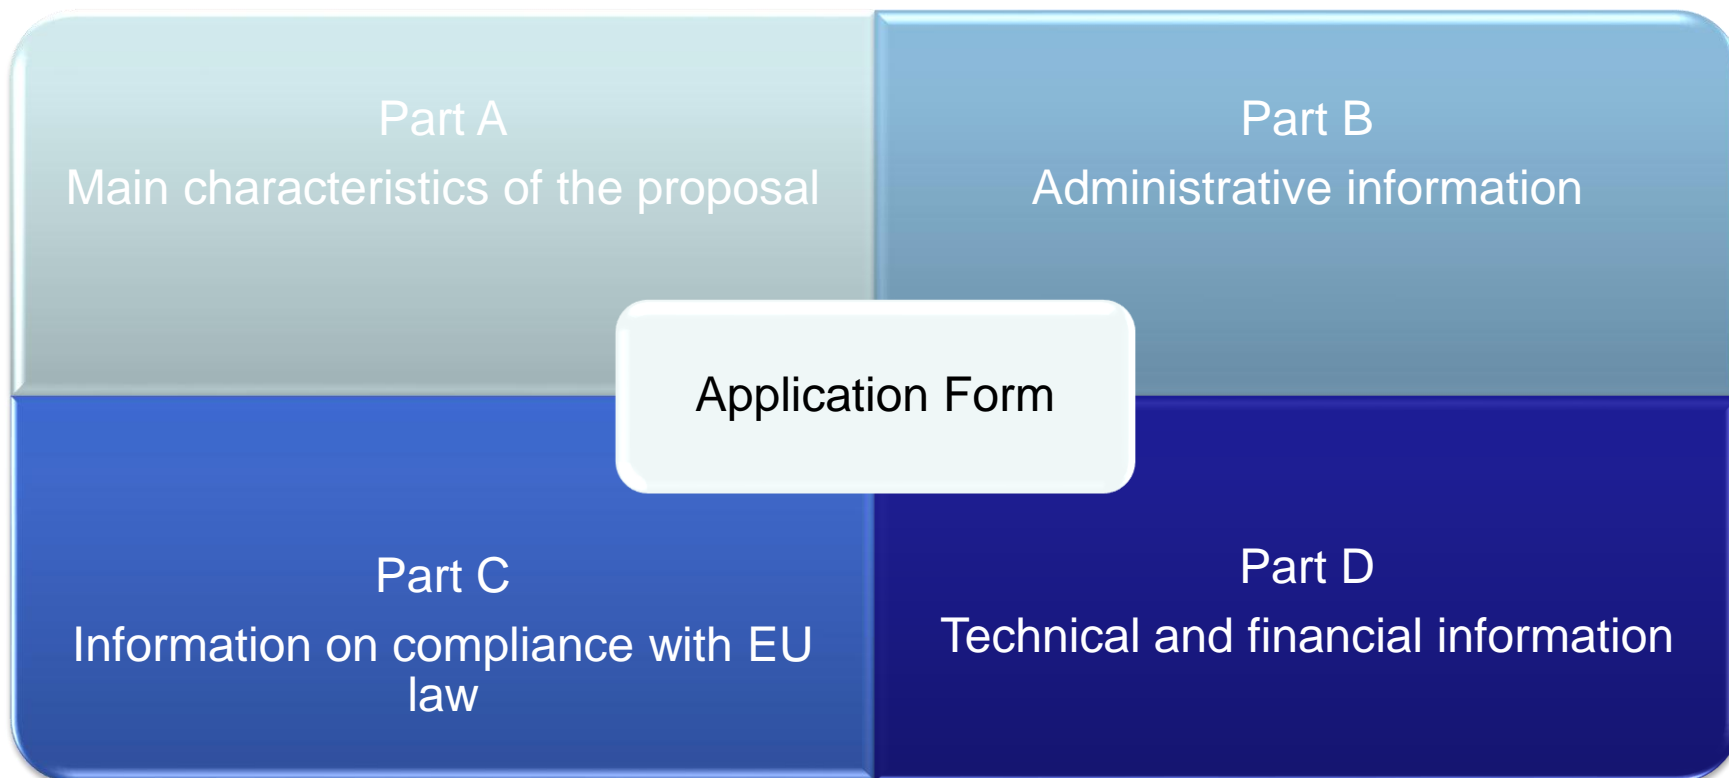 Part A
Main characteristics of the proposal
Part B
Administrative information
Application Form
Part C
Information on compliance with EU
law
Part D
Technical and financial information